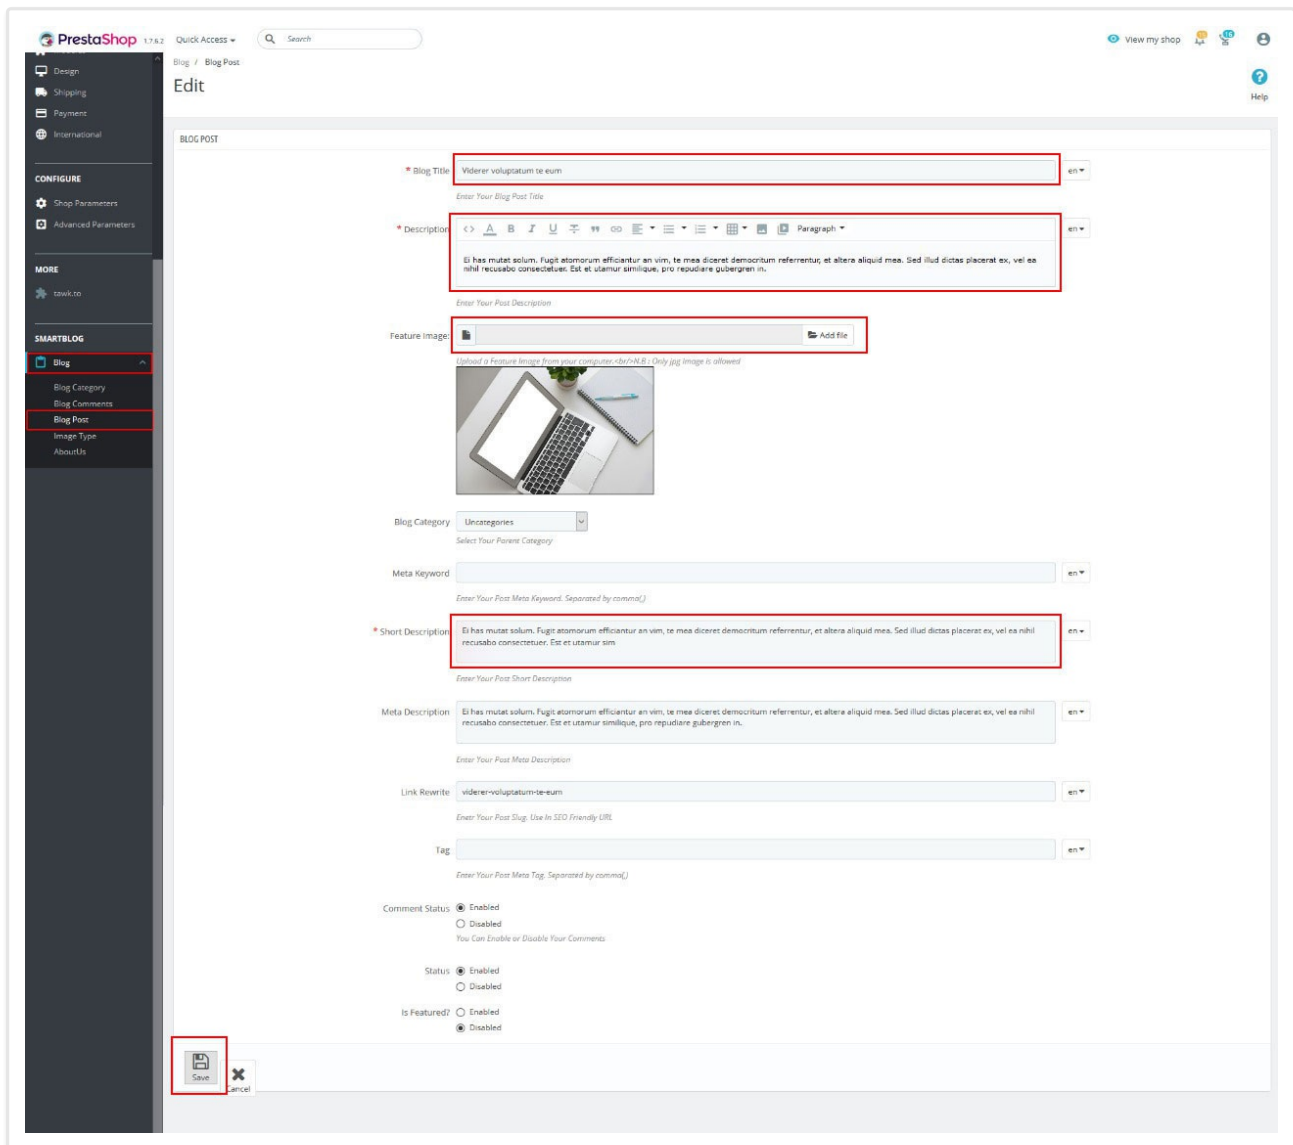 PrestaShop 1.7.6.2 Quick Access Search View my shop
Design
Shipping
Payment
International
CONFIGURE
Shop Parameters
Advanced Parameters
MORE
tawk.to
SMARTBLOG
Blog
Blog Category
Blog Comments
Blog Post
Image Type
AboutUs
Blog / Blog Post
Edit
Help
BLOG POST
* Blog Title Viderer voluptatum te eum en
Enter Your Blog Post Title
* Description Paragraph en
Ei has mutat solum. Fugit atomorum efficiantur an vim, te mea diceret democritum referrentur, et altera aliquid mea. Sed illud dictas placerat ex, vel ea
nihil recusabo consectetuer. Est et utamur similique, pro repudiare gubergren in.
Enter Your Post Description
Feature Image: Add file
Upload a Feature Image from your computer.<br/>N.B : Only jpg image is allowed
Blog Category Uncategories
Select Your Parent Category
Meta Keyword en
Enter Your Post Meta Keyword. Separated by comma(,)
* Short Description Ei has mutat solum. Fugit atomorum efficiantur an vim, te mea diceret democritum referrentur, et altera aliquid mea. Sed illud dictas placerat ex, vel ea nihil en
recusabo consectetuer. Est et utamur sim
Enter Your Post Short Description
Meta Description Ei has mutat solum. Fugit atomorum efficiantur an vim, te mea diceret democritum referrentur, et altera aliquid mea. Sed illud dictas placerat ex, vel ea nihil en
recusabo consectetuer. Est et utamur similique, pro repudiare gubergren in.
Enter Your Post Meta Description
Link Rewrite viderer-voluptatum-te-eum en
Enetr Your Post Slug. Use In SEO Friendly URL
Tag en
Enter Your Post Meta Tag. Separated by comma(,)
Comment Status Enabled
Disabled
You Can Enable or Disable Your Comments
Status Enabled
Disabled
Is Featured? Enabled
Disabled
Save
Cancel